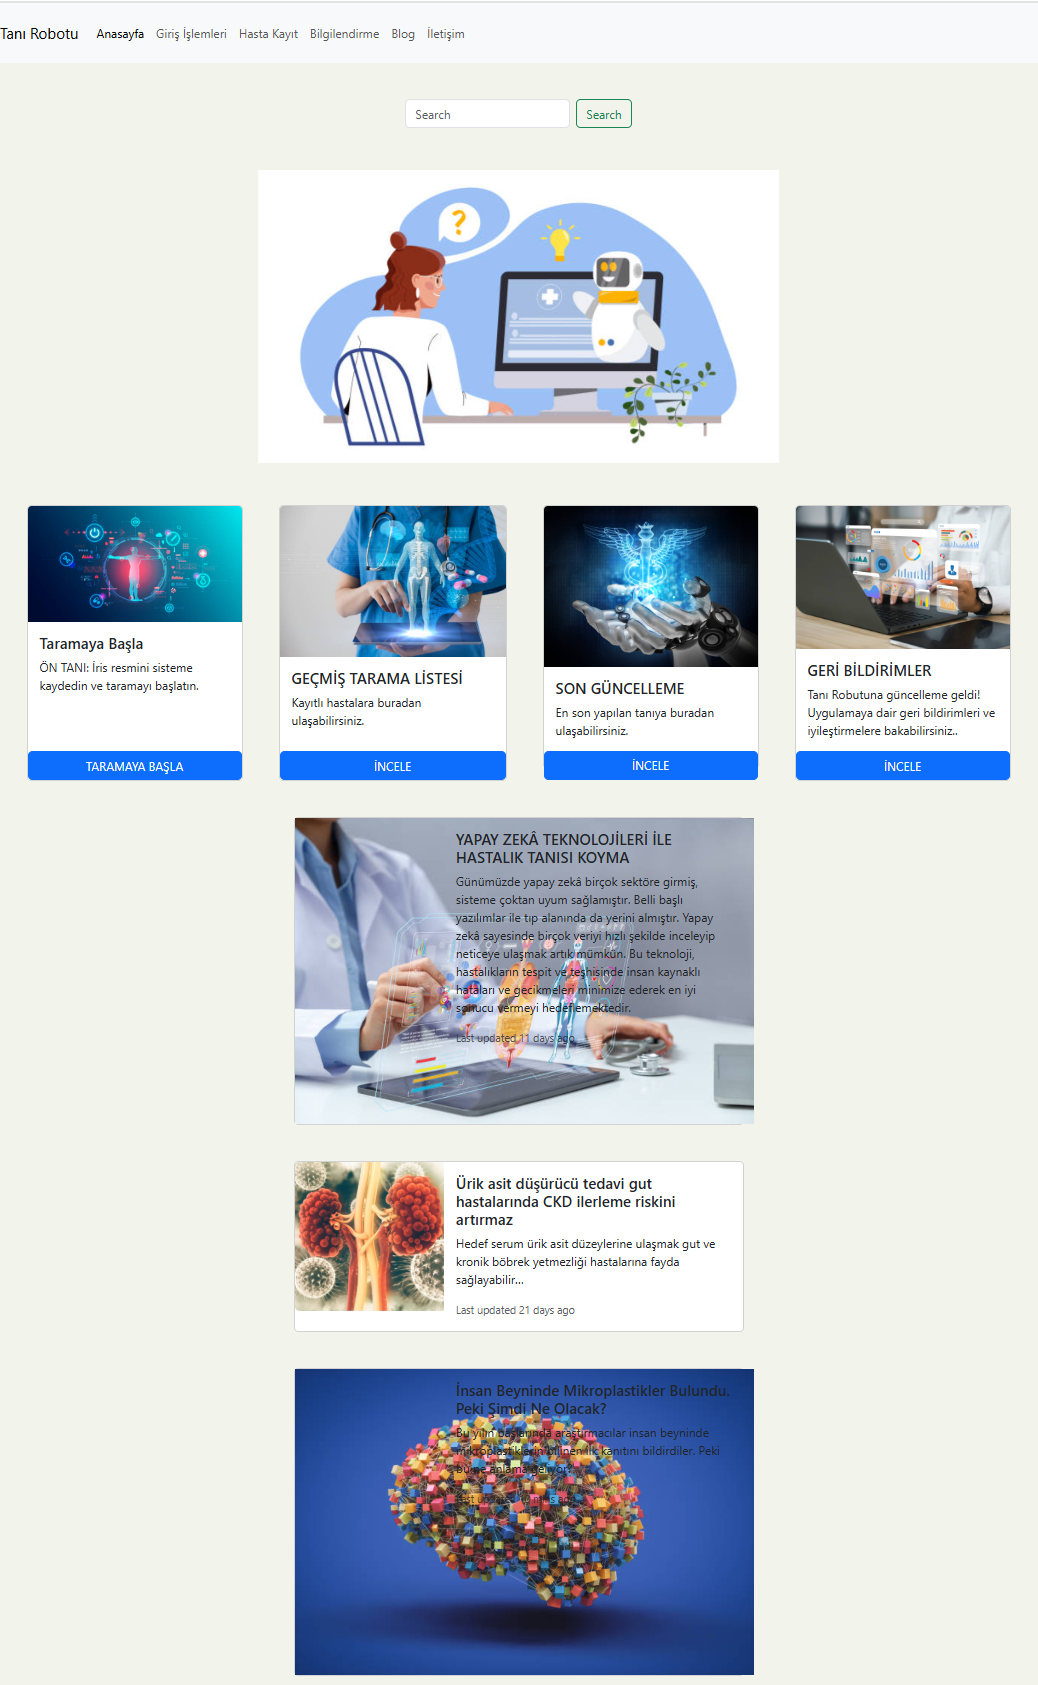 Tanı Robotu Anasayfa Giriş İşlemleri Hasta Kayıt Bilgilendirme Blog İletişim
Search Search
?
Taramaya Başla
ÖN TANI: İris resmini sisteme
kaydedin ve taramayı başlatın.
TARAMAYA BAŞLA
GEÇMİŞ TARAMA LİSTESİ
Kayıtlı hastalara buradan
ulaşabilirsiniz.
İNCELE
SON GÜNCELLEME
En son yapılan tanıya buradan
ulaşabilirsiniz.
İNCELE
GERİ BİLDİRİMLER
Tanı Robutuna güncelleme geldi!
Uygulamaya dair geri bildirimleri ve
iyileştirmelere bakabilirsiniz..
İNCELE
YAPAY ZEKÂ TEKNOLOJİLERİ İLE
HASTALIK TANISI KOYMA
Günümüzde yapay zekâ birçok sektöre girmiş,
sisteme çoktan uyum sağlamıştır. Belli başlı
yazılımlar ile tıp alanında da yerini almıştır. Yapay
zekâ sayesinde birçok veriyi hızlı şekilde inceleyip
neticeye ulaşmak artık mümkün. Bu teknoloji,
hastalıkların tespit ve teşhisinde insan kaynaklı
hataları ve gecikmeleri minimize ederek en iyi
sonucu vermeyi hedeflemektedir.
Last updated 11 days ago
Ürik asit düşürücü tedavi gut
hastalarında CKD ilerleme riskini
artırmaz
Hedef serum ürik asit düzeylerine ulaşmak gut ve
kronik böbrek yetmezliği hastalarına fayda
sağlayabilir...
Last updated 21 days ago
İnsan Beyninde Mikroplastikler Bulundu.
Peki Şimdi Ne Olacak?
Bu yılın başlarında araştırmacılar insan beyninde
mikroplastiklerin bilinen ilk kanıtını bildirdiler. Peki
bu ne anlama geliyor?
Last updated mins ago